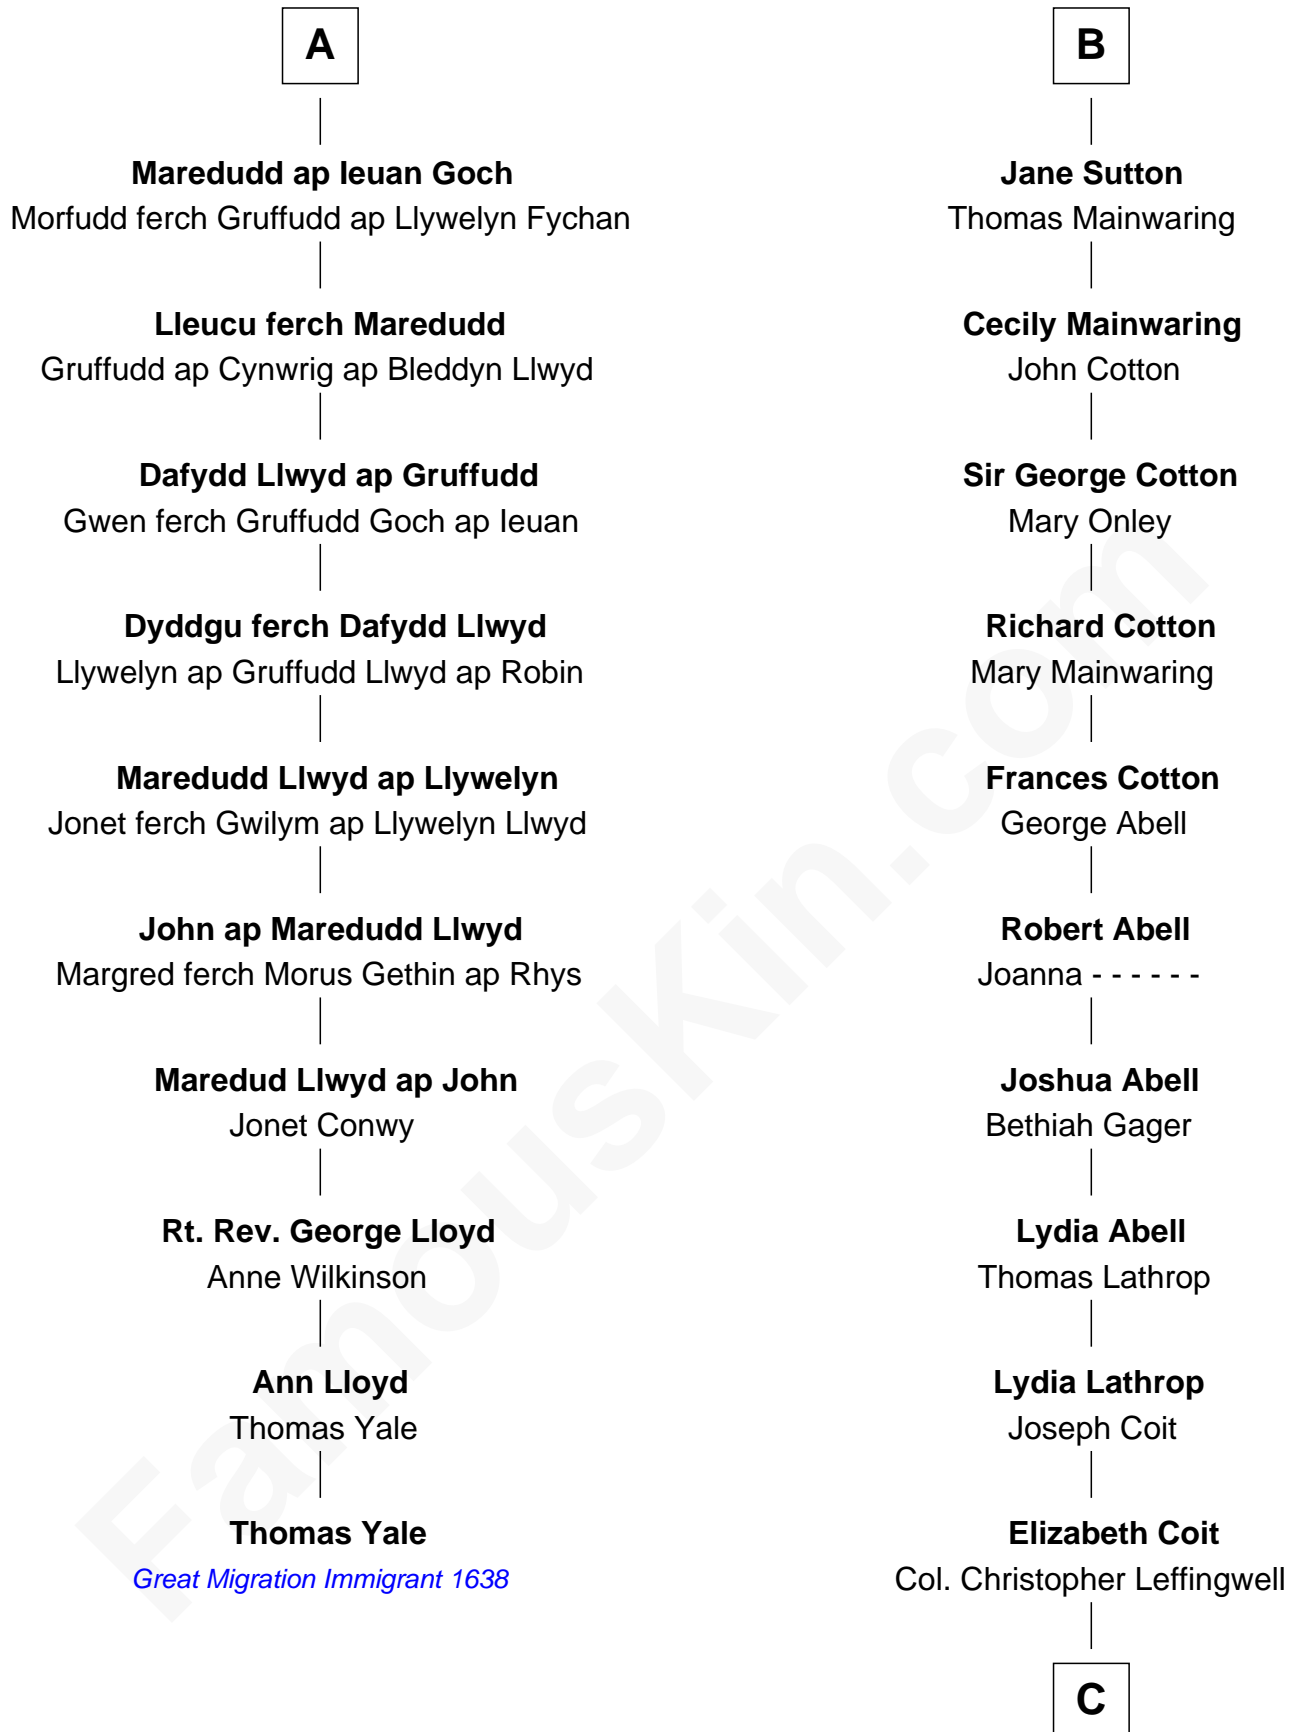 A
Maredudd ap Ieuan Goch
Morfudd ferch Gruffudd ap Llywelyn Fychan
Lleucu ferch Maredudd
Gruffudd ap Cynwrig ap Bleddyn Llwyd
Dafydd Llwyd ap Gruffudd
Gwen ferch Gruffudd Goch ap Ieuan
Dyddgu ferch Dafydd Llwyd
Llywelyn ap Gruffudd Llwyd ap Robin
Maredudd Llwyd ap Llywelyn
Jonet ferch Gwilym ap Llywelyn Llwyd
John ap Maredudd Llwyd
Margred ferch Morus Gethin ap Rhys
Maredud Llwyd ap John
Jonet Conwy
Rt. Rev. George Lloyd
Anne Wilkinson
Ann Lloyd
Thomas Yale
Thomas Yale
Great Migration Immigrant 1638
B
Jane Sutton
Thomas Mainwaring
Cecily Mainwaring
John Cotton
Sir George Cotton
Mary Onley
Richard Cotton
Mary Mainwaring
Frances Cotton
George Abell
Robert Abell
Joanna - - - - - -
Joshua Abell
Bethiah Gager
Lydia Abell
Thomas Lathrop
Lydia Lathrop
Joseph Coit
Elizabeth Coit
Col. Christopher Leffingwell
C
FamousKin.com